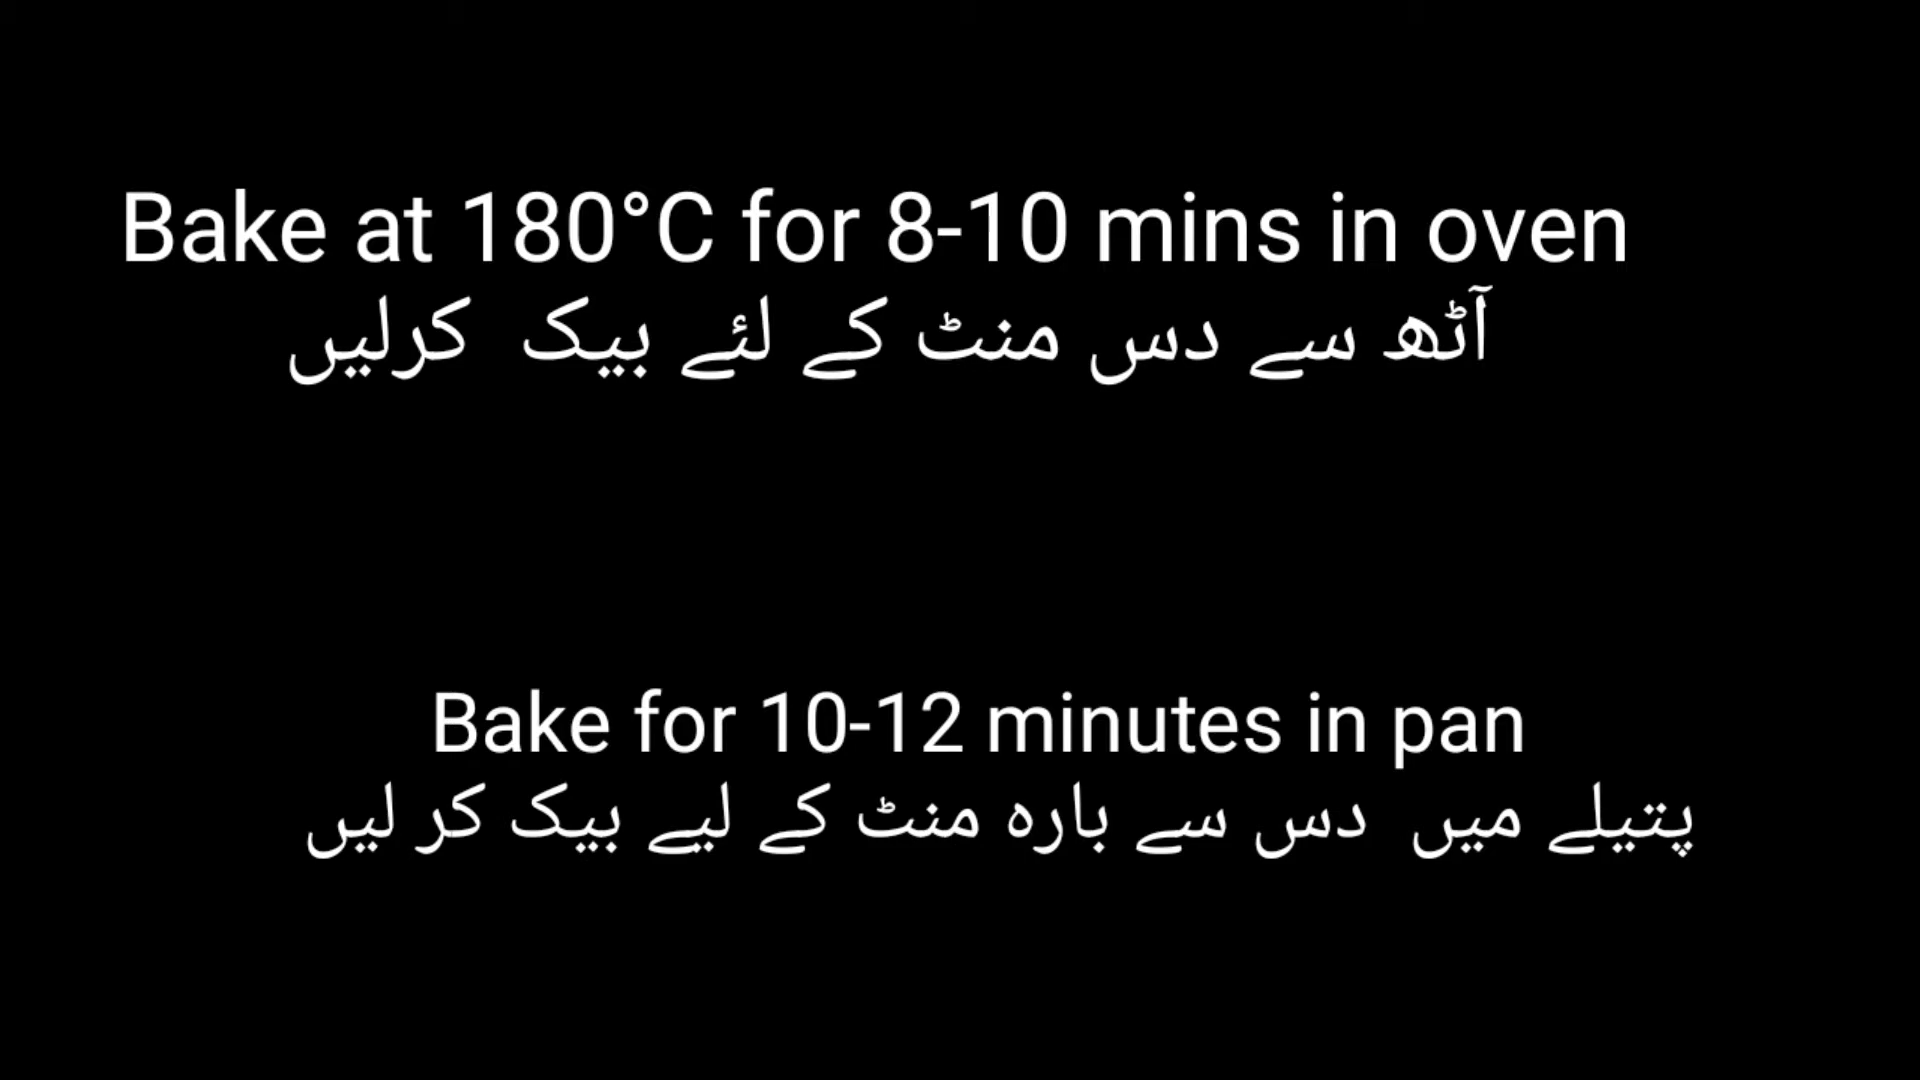 Bake at 180°C for 8-10 mins in oven
آٹھ سے دس منٹ کے لئے بیک کرلیں
Bake for 10-12 minutes in pan
پتیلے میں دس سے بارہ منٹ کے لیے بیک کر لیں